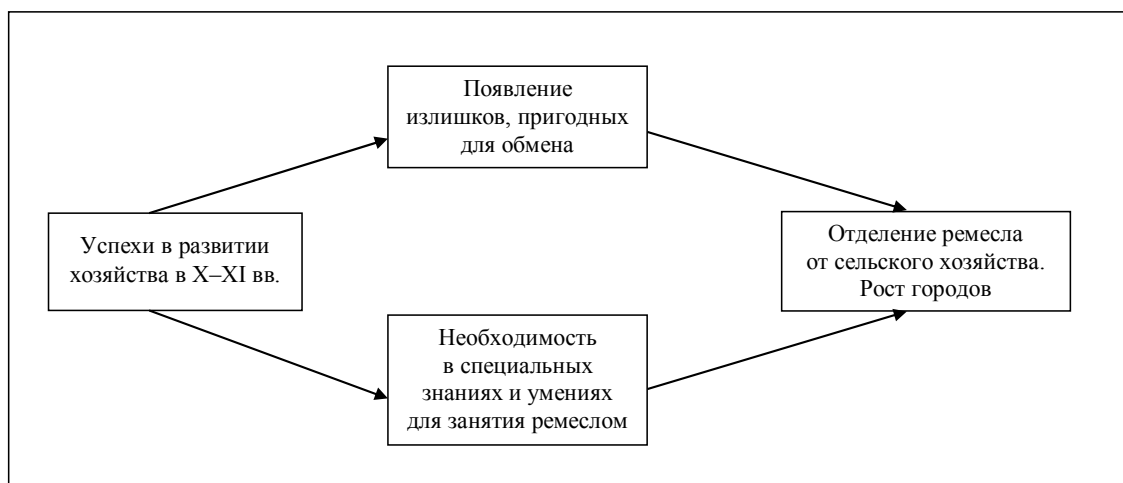 Появление
излишков, пригодных
для обмена
Успехи в развитии
хозяйства в X–XI вв.
Отделение ремесла
от сельского хозяйства.
Рост городов
Необходимость
в специальных
знаниях и умениях
для занятия ремеслом